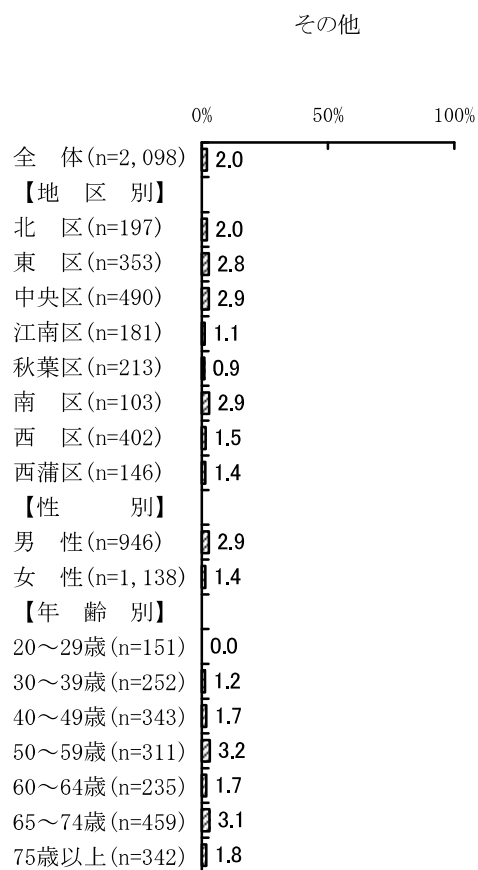 その他
0% 50% 100%
全 体(n=2,098) 2.0
【地 区 別】
北 区(n=197) 2.0
東 区(n=353) 2.8
中央区(n=490) 2.9
江南区(n=181) 1.1
秋葉区(n=213) 0.9
南 区(n=103) 2.9
西 区(n=402) 1.5
西蒲区(n=146) 1.4
【性 別】
男 性(n=946) 2.9
女 性(n=1,138) 1.4
【年 齢 別】
20～29歳(n=151) 0.0
30～39歳(n=252) 1.2
40～49歳(n=343) 1.7
50～59歳(n=311) 3.2
60～64歳(n=235) 1.7
65～74歳(n=459) 3.1
75歳以上(n=342) 1.8